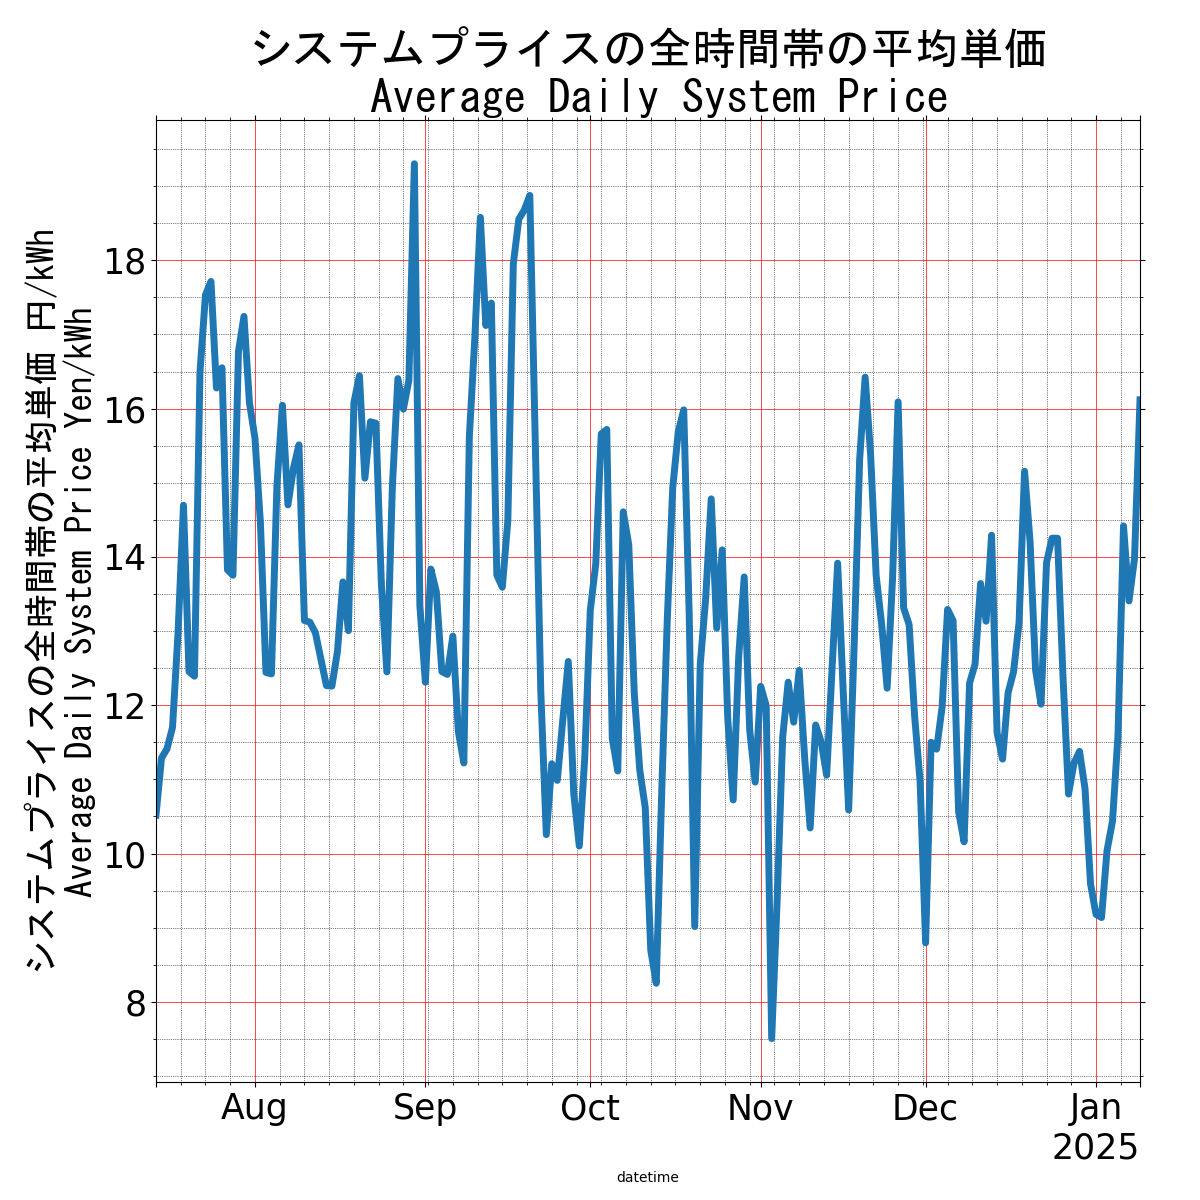 システムプライスの全時間帯の平均単価
Average Daily System Price
システムプライスの全時間帯の平均単価 円/kWh
Average Daily System Price Yen/kWh
18
16
14
12
10
8
Aug
Sep
Oct
Nov
Dec
Jan
2025
datetime